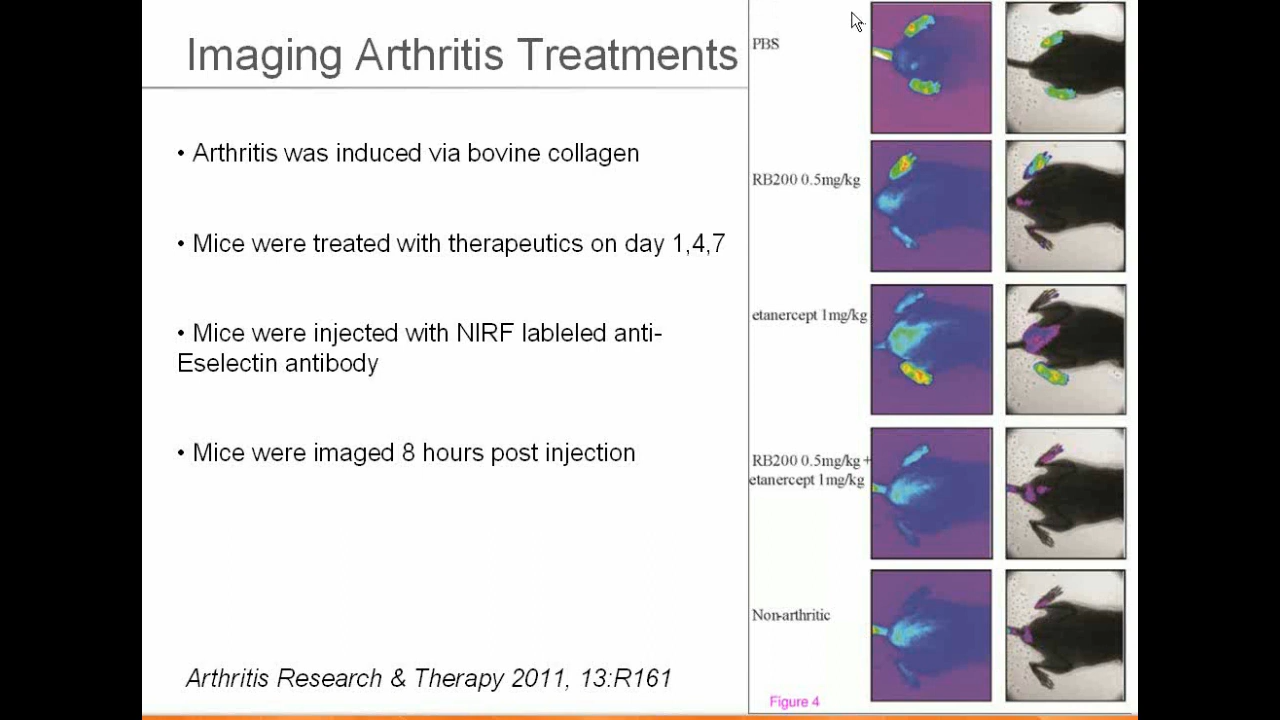 Imaging Arthritis Treatments
• Arthritis was induced via bovine collagen
• Mice were treated with therapeutics on day 1,4,7
• Mice were injected with NIRF lableled anti-
Eselectin antibody
• Mice were imaged 8 hours post injection
Arthritis Research & Therapy 2011, 13:R161
PBS
RB200 0.5mg/kg
etanercept 1mg/kg
RB200 0.5mg/kg +
etanercept 1mg/kg
Non-arthritic
Figure 4